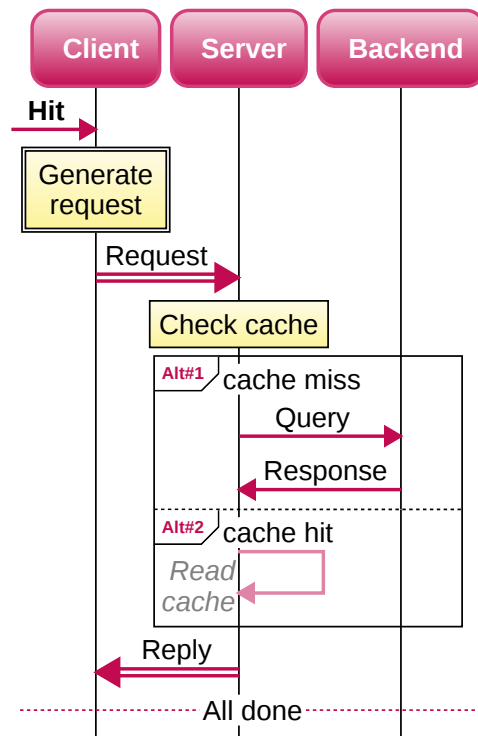 Client Server Backend
Hit
Generate
request
Request
Check cache
Alt#1 cache miss
Query
Response
Alt#2 cache hit
Read
cache
Reply
All done